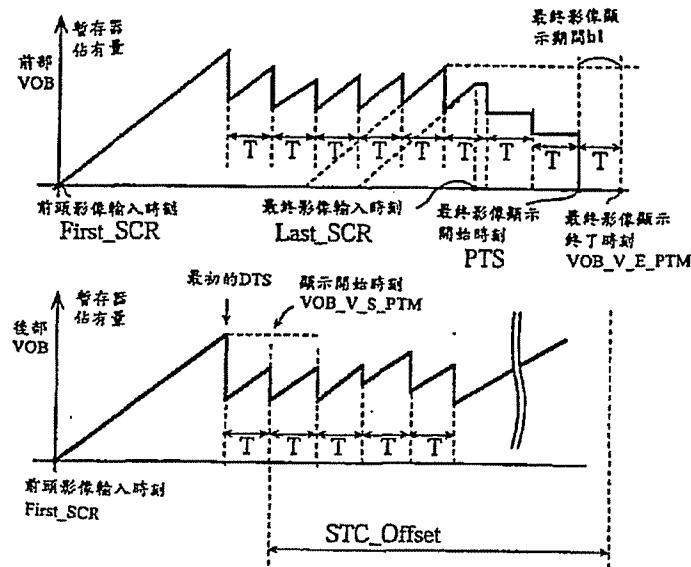 暫存器
佔有量
前部
VOB
最終影像顯
示期間b1
T T T T T T T T T
前頭影像輸入時刻
First_SCR
最終影像輸入時刻
Last_SCR
最終影像顯示
開始時刻
PTS
最終影像顯示
終了時刻
VOB_V_E_PTM
暫存器
佔有量
後部
VOB
最初的DTS
顯示開始時刻
VOB_V_S_PTM
T T T T T
前頭影像輸入時刻
First_SCR
STC_Offset